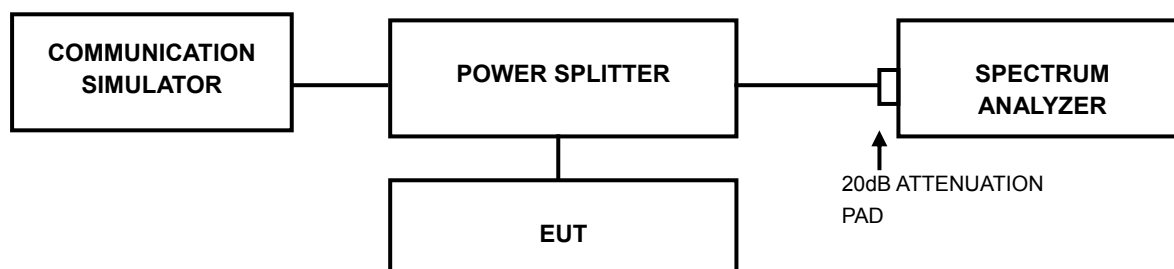 COMMUNICATION
SIMULATOR
POWER SPLITTER
SPECTRUM
ANALYZER
20dB ATTENUATION
PAD
EUT